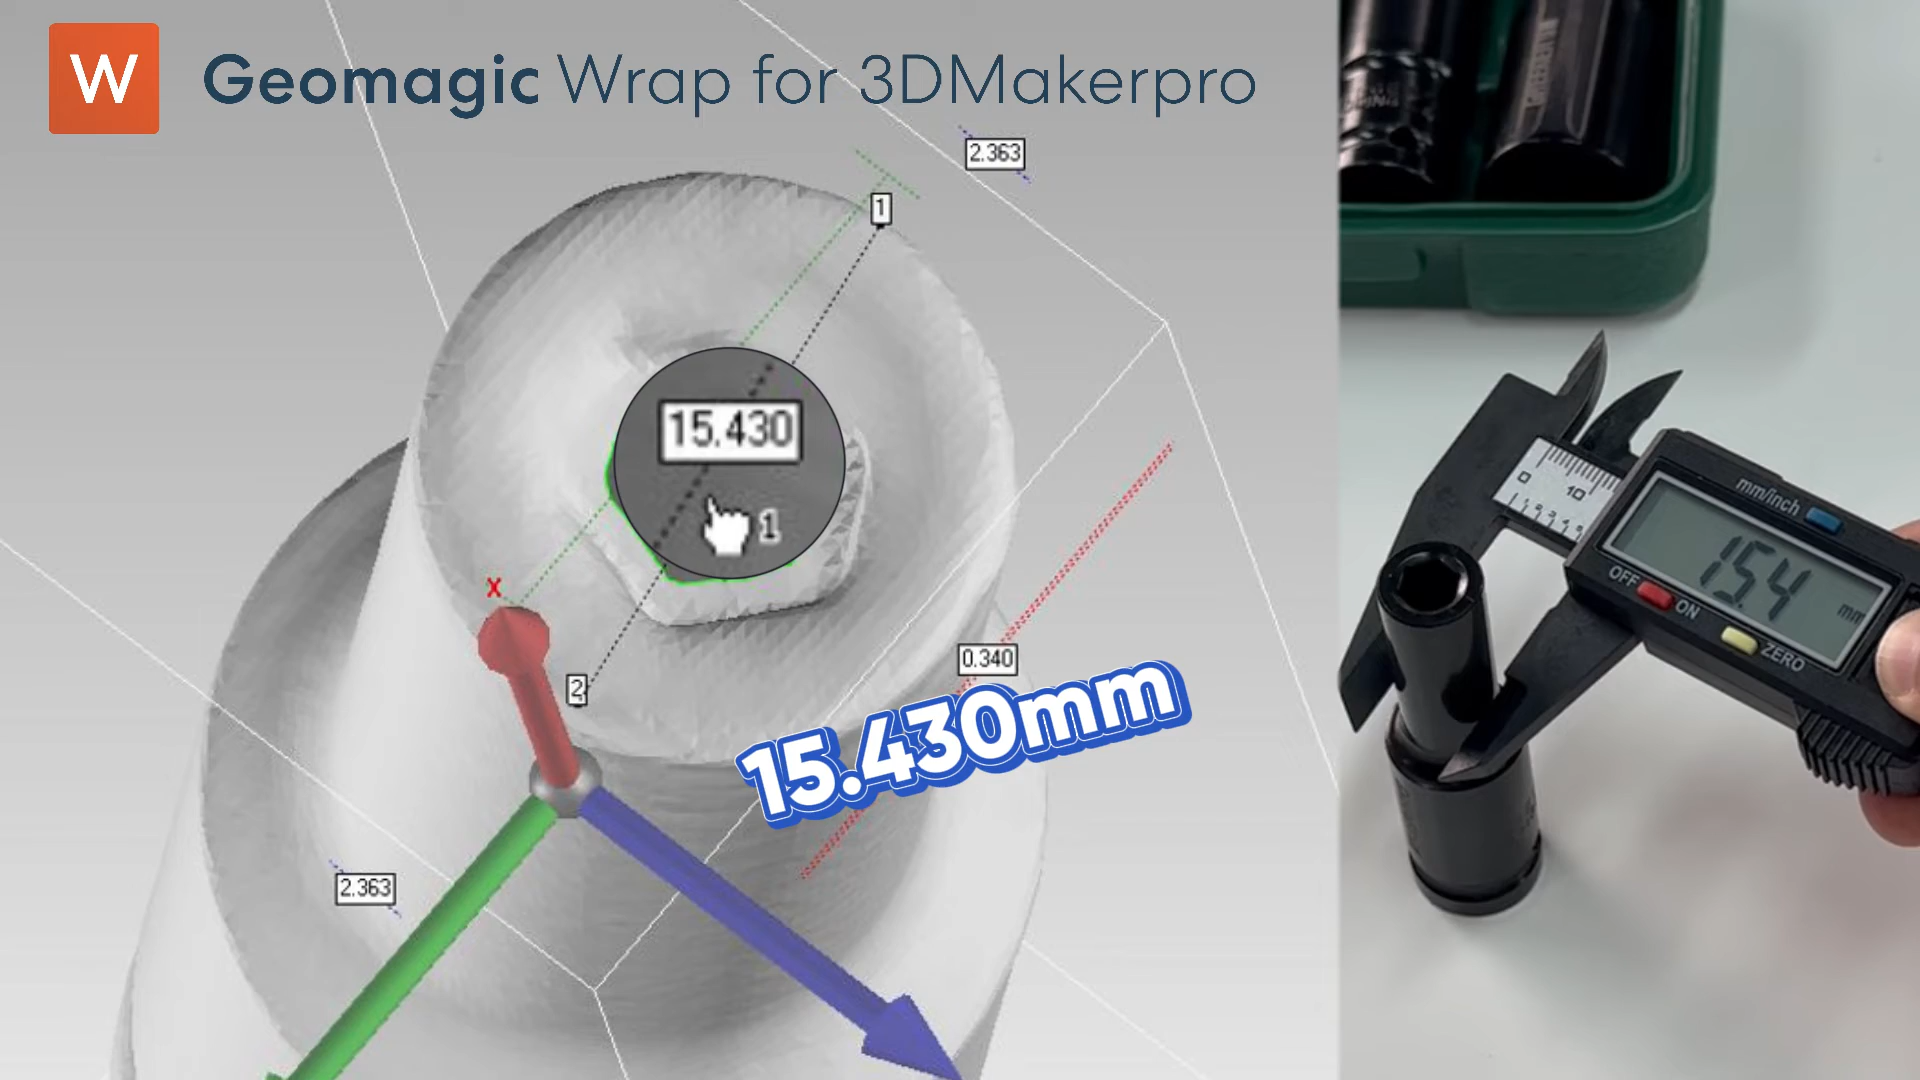 W
Geomagic Wrap for 3DMakerpro
2.363
1
15.430
1
x
2
0.340
15.430mm
2.363
mm/inch
0 10
15.4 mm
OFF
ON
ZERO